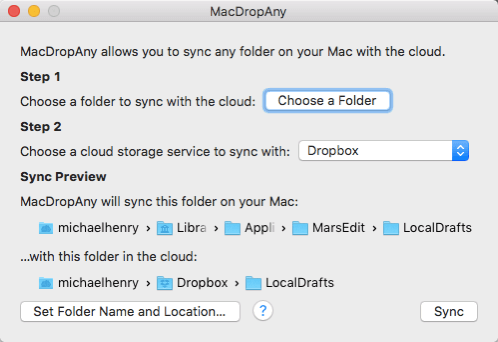 MacDropAny
MacDropAny allows you to sync any folder on your Mac with the cloud.
Step 1
Choose a folder to sync with the cloud: Choose a Folder
Step 2
Choose a cloud storage service to sync with: Dropbox
Sync Preview
MacDropAny will sync this folder on your Mac:
michaelhenry › Libra › Appli › MarsEdit › LocalDrafts
...with this folder in the cloud:
michaelhenry › Dropbox › LocalDrafts
Set Folder Name and Location... ? Sync